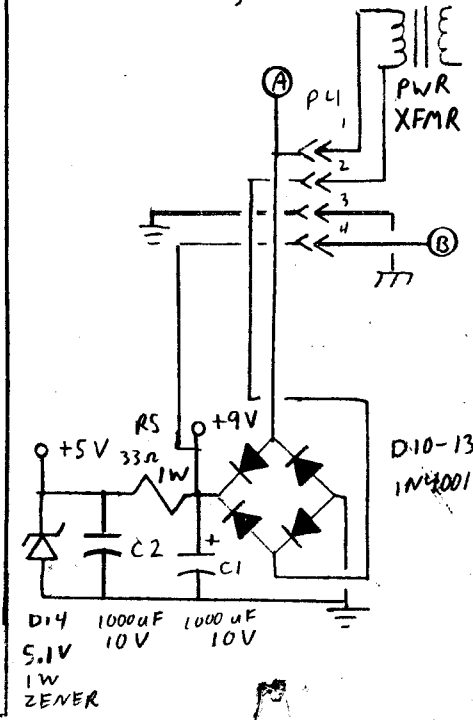 A
P4
PWR
XFMR
1
2
3
4
B
R5
+9V
+5V
33Ω
1W
D10-13
1N4001
+
C2
C1
D14
1000uF
10V
1000uF
10V
5.1V
1W
ZENER